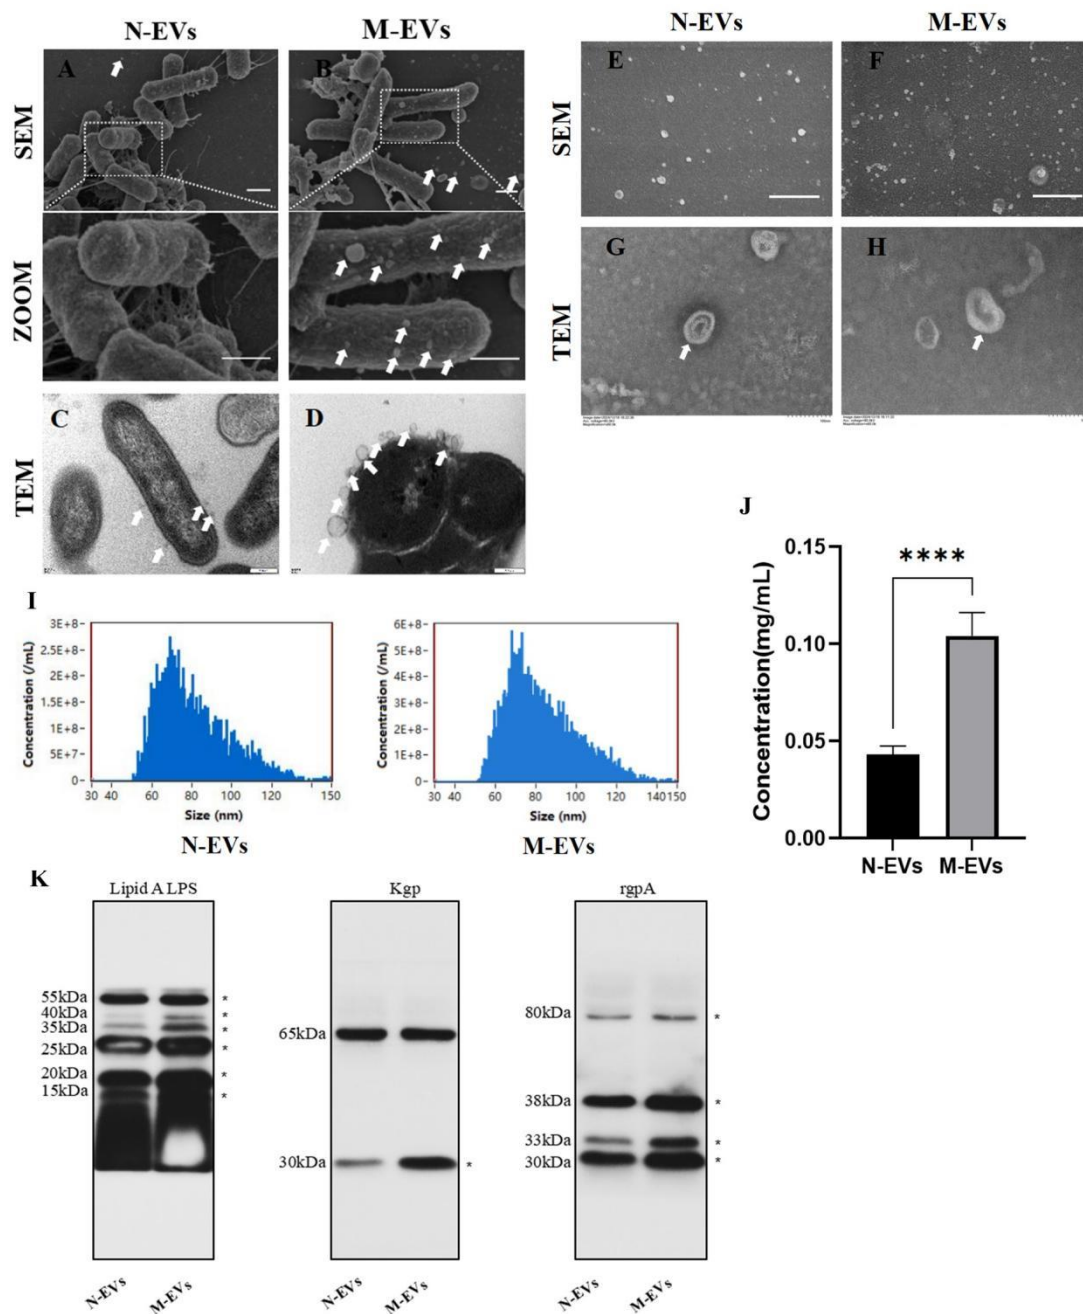 N-EVs M-EVs
A B
SEM
ZOOM
C D
TEM
N-EVs M-EVs
E F
SEM
G H
TEM
I
3E+8
2.5E+8
2E+8
1.5E+8
1E+8
5E+7
0
Concentration (/mL)
30 40 60 80 100 120 150
Size (nm)
N-EVs
6E+8
5E+8
4E+8
3E+8
2E+8
1E+8
0
Concentration (/mL)
30 40 60 80 100 120 140150
Size (nm)
M-EVs
J
****
0.15
0.10
0.05
0.00
Concentration(mg/mL)
N-EVs M-EVs
K
Lipid A LPS
55kDa *
40kDa *
35kDa *
25kDa *
20kDa *
15kDa *
N-EVs M-EVs
Kgp
65kDa
30kDa *
N-EVs M-EVs
rgpA
80kDa *
38kDa *
33kDa *
30kDa *
N-EVs M-EVs